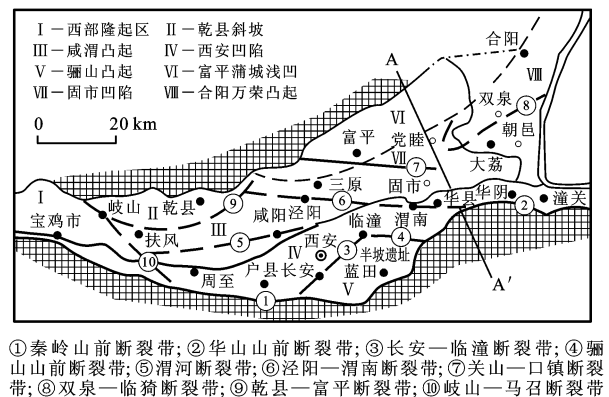 Ⅰ—西部隆起区 Ⅱ—乾县斜坡
Ⅲ—咸渭凸起 Ⅳ—西安凹陷
Ⅴ—骊山凸起 Ⅵ—富平蒲城浅凹
Ⅶ—固市凹陷 Ⅷ—合阳万荣凸起
0 20 km
A
合阳
Ⅷ
双泉
⑧
朝邑
Ⅵ
党睦
富平
Ⅶ
⑦
大荔
三原
固市
Ⅰ
岐山
Ⅱ
乾县
⑨
⑥
华县
华阴
②
潼关
宝鸡市
扶风
Ⅲ
⑤
咸阳
泾阳
临潼
渭南
⑩
周至
户县
长安
Ⅳ
西安
③
半坡遗址
④
蓝田
Ⅴ
①
A′
①秦岭山前断裂带;②华山山前断裂带;③长安—临潼断裂带;④骊
山山前断裂带;⑤渭河断裂带;⑥泾阳—渭南断裂带;⑦关山—口镇断裂
带;⑧双泉—临猗断裂带;⑨乾县—富平断裂带;⑩岐山—马召断裂带